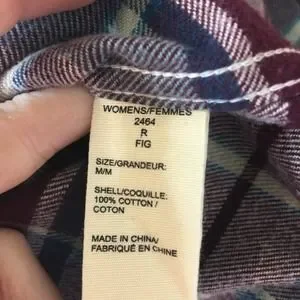 WOMENS/FEMMES
2464
R
FIG
SIZE/GRANDEUR:
M/M
SHELL/COQUILLE:
100% COTTON /
COTON
MADE IN CHINA/
FABRIQUÉ EN CHINE